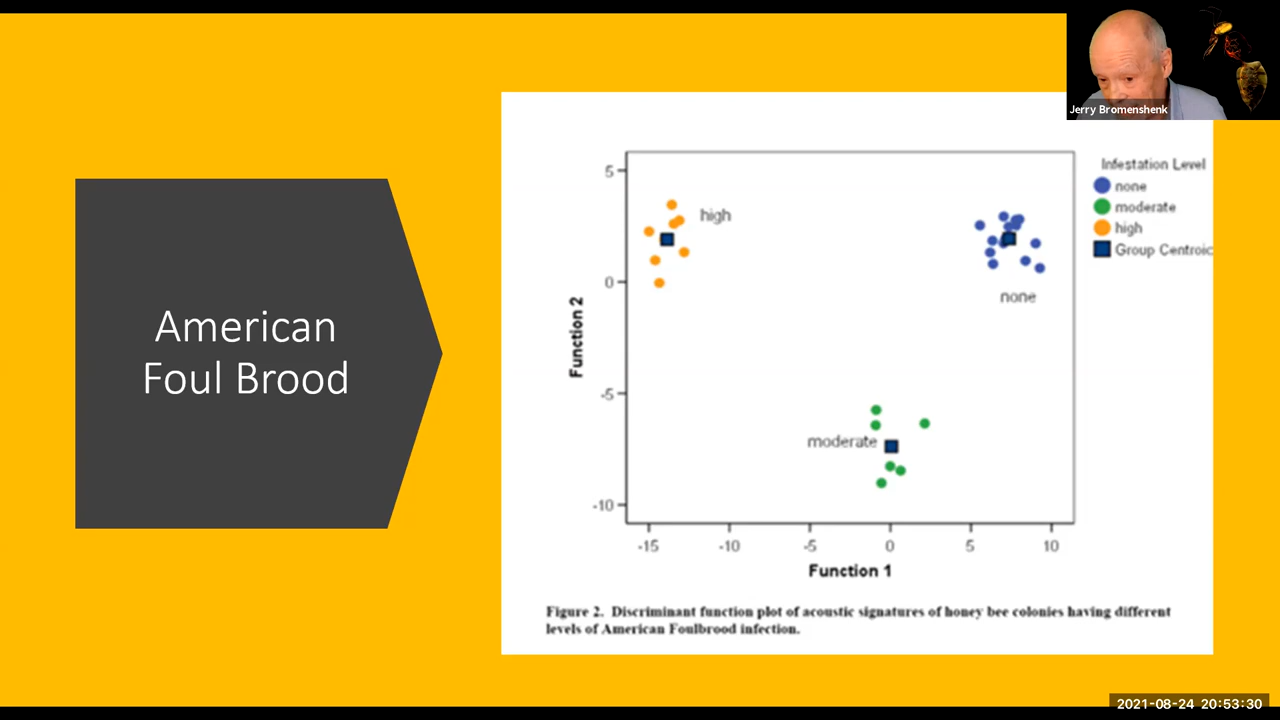 Jerry Bromenshenk
American
Foul Brood
Infestation Level
none
moderate
high
Group Centroic
high
none
moderate
5
0
-5
-10
Function 2
-15
-10
-5
0
5
10
Function 1
Figure 2. Discriminant function plot of acoustic signatures of honey bee colonies having different
levels of American Foulbrood infection.
2021-08-24 20:53:30